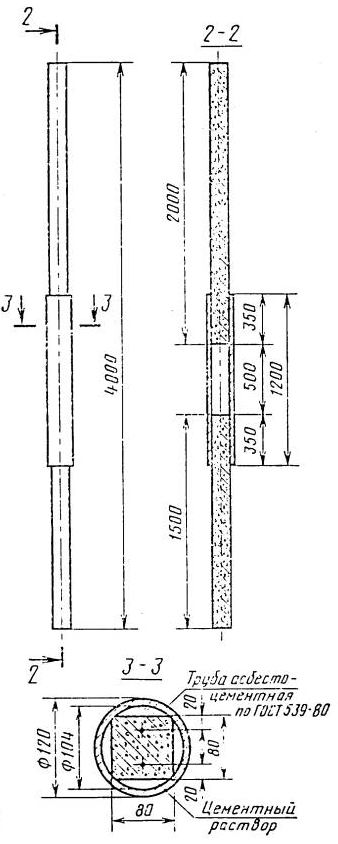 2
2-2
2000
3
3
4000
350
500
1200
350
1500
2
3-3
Труба асбесто-
цементная
по ГОСТ 539-80
20
80
20
Ф120
Ф104
80
Цементный
раствор